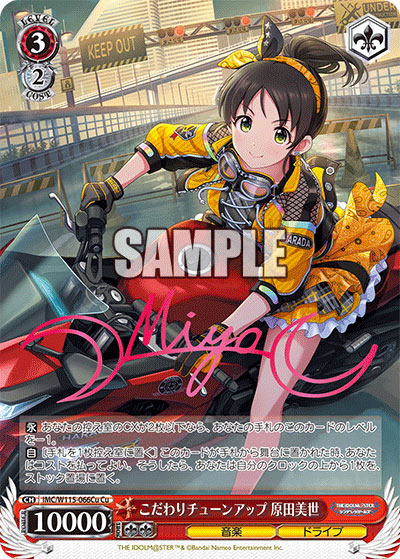 LEVEL
3
2
COST
KEEP OUT
KEEP OUT
HARADA
SAMPLE
Miyo
永 あなたの控え室のCXが2枚以下なら、あなたの手札のこのカードのレベル
を－1。
自 [手札を1枚控え室に置く] このカードが手札から舞台に置かれた時、あなた
はコストを払ってよい。そうしたら、あなたは自分のクロックの上から1枚を、
ストック置場に置く。
CR IMC/W115-066CuCu
こだわりチューンアップ 原田美世
10000
音楽
ドライブ
THE IDOLM@STER™& ©Bandai Namco Entertainment Inc.